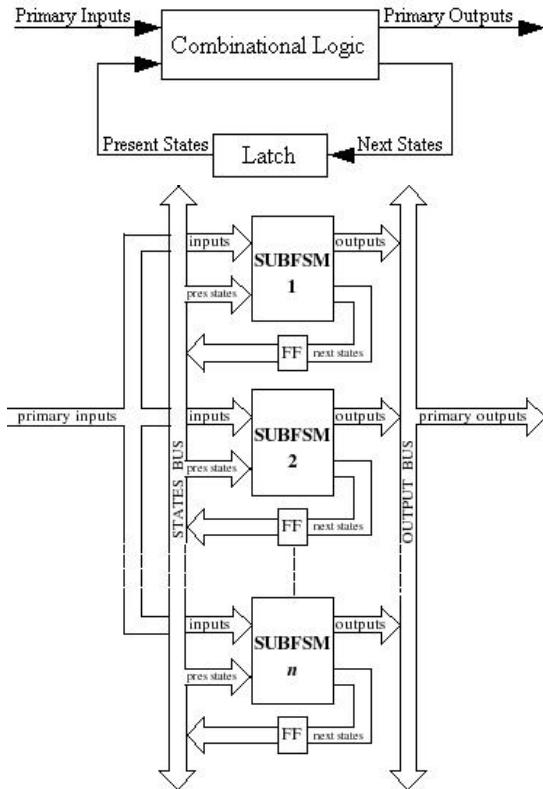 Primary Inputs
Primary Outputs
Combinational Logic
Present States
Next States
Latch
inputs
SUBFSM
1
outputs
pres states
FF
next states
primary inputs
inputs
SUBFSM
2
outputs
primary outputs
pres states
STATES BUS
OUTPUT BUS
FF
next states
inputs
SUBFSM
n
outputs
pres states
FF
next states